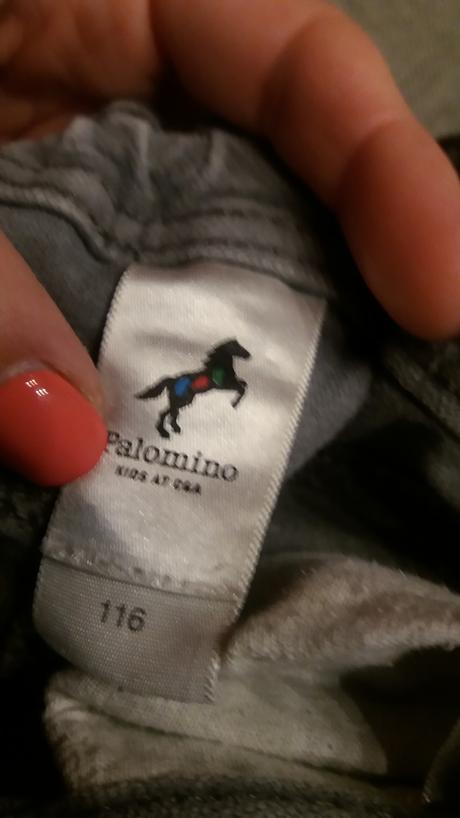 Palomino
KIDS AT C&A
116